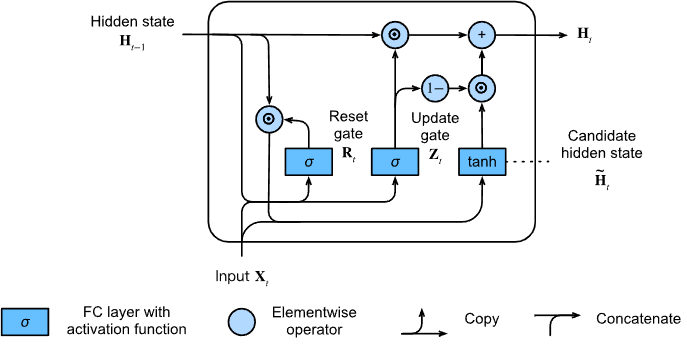 Hidden state
H_{t−1}
H_t
+
1−
Reset gate R_t
Update gate Z_t
σ
σ
tanh
Candidate hidden state H̃_t
Input X_t
σ
FC layer with activation function
Elementwise operator
Copy
Concatenate